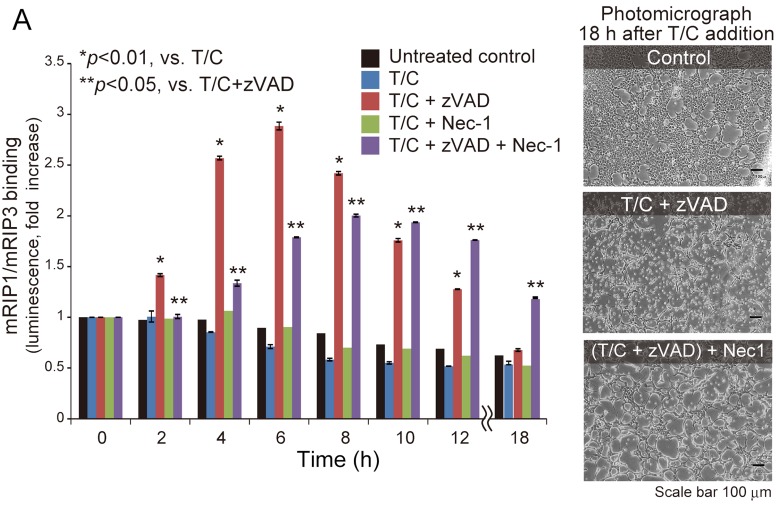 A
*p<0.01, vs. T/C
**p<0.05, vs. T/C+zVAD
Untreated control
T/C
T/C + zVAD
T/C + Nec-1
T/C + zVAD + Nec-1
mRIP1/mRIP3 binding
(luminescence, fold increase)
3.5
3
2.5
2
1.5
1
0.5
0
* ** * ** * ** * ** * ** * ** **
0 2 4 6 8 10 12 18
Time (h)
Photomicrograph
18 h after T/C addition
Control
T/C + zVAD
(T/C + zVAD) + Nec1
Scale bar 100 μm